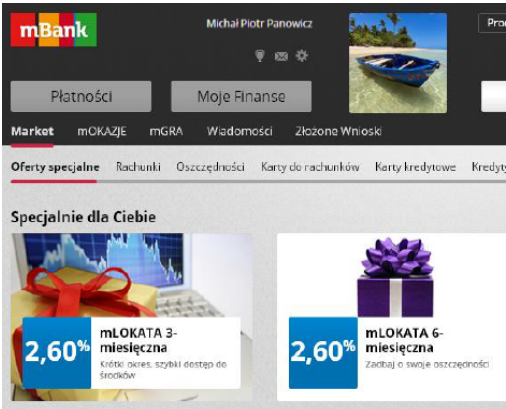 mBank
Michał Piotr Panowicz
Płatności
Moje Finanse
Market mOKAZJE mGRA Wiadomości Złożone Wnioski
Oferty specjalne Rachunki Oszczędności Karty do rachunków Karty kredytowe Kredyty
Specjalnie dla Ciebie
2,60%
mLOKATA 3-
miesięczna
Krótki okres, szybki dostęp do
środków
2,60%
mLOKATA 6-
miesięczna
Zadbaj o swoje oszczędności